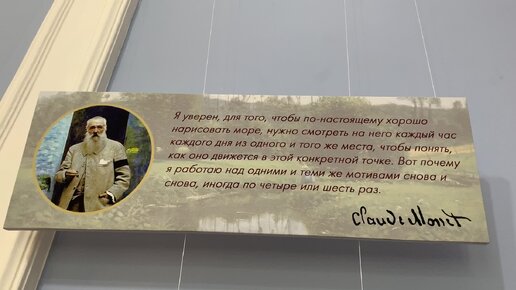 Я уверен, для того, чтобы по-настоящему хорошо
нарисовать море, нужно смотреть на него каждый час
каждого дня из одного и того же места, чтобы понять,
как оно движется в этой конкретной точке. Вот почему
я работаю над одними и теми же мотивами снова и
снова, иногда по четыре или шесть раз.
Claude Monet